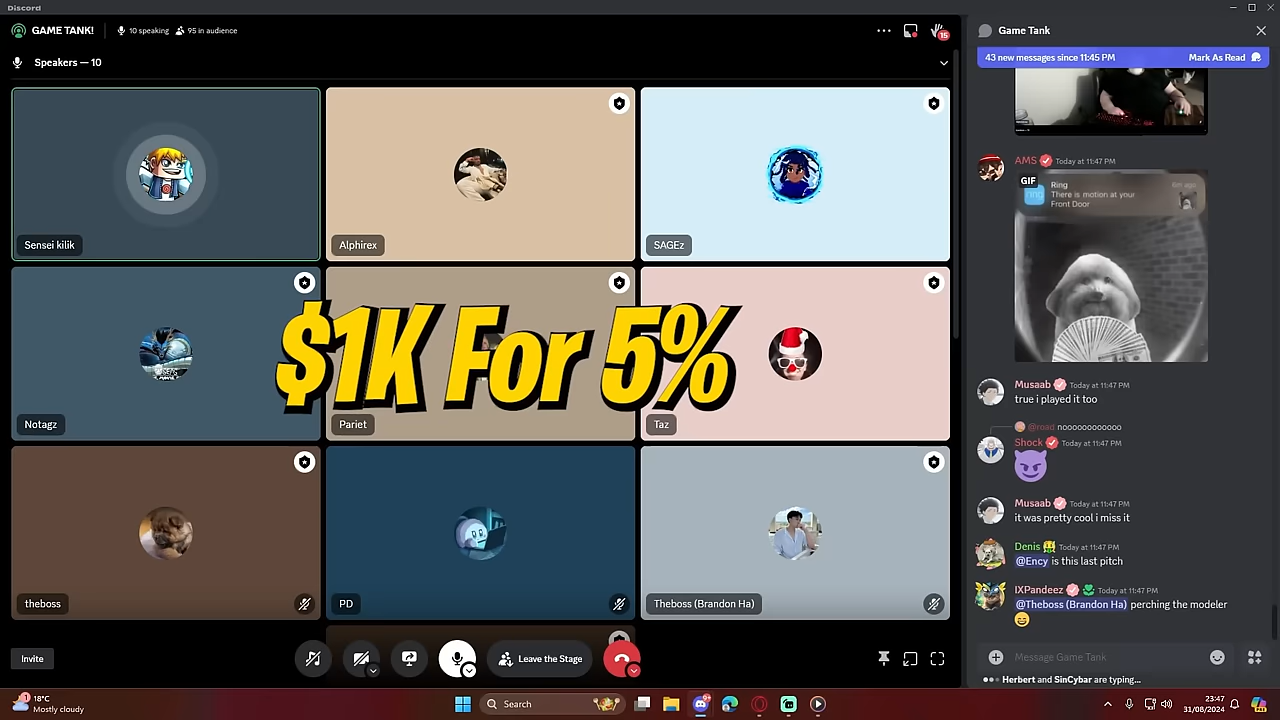 Discord
GAME TANK!
10 speaking
95 in audience
15
Game Tank
Speakers — 10
43 new messages since 11:45 PM
Mark As Read
Sensei kilik
Alphirex
SAGEz
Notagz
Pariet
Taz
$1K For 5%
theboss
PD
Theboss (Brandon Ha)
Invite
Leave the Stage
AMS Today at 11:47 PM
GIF
Ring
There is motion at your
Front Door
Musaab Today at 11:47 PM
true i played it too
@road noooooooooooo
Shock Today at 11:47 PM
Musaab Today at 11:47 PM
it was pretty cool i miss it
Denis Today at 11:47 PM
@Ency is this last pitch
IXPandeez Today at 11:47 PM
@Theboss (Brandon Ha) perching the modeler
Message Game Tank
Herbert and SinCybar are typing...
18°C
Mostly cloudy
Search
23:47
31/08/2024